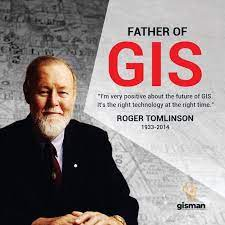 FATHER OF
GIS
"I'm very positive about the future of GIS.
It's the right technology at the right time."
ROGER TOMLINSON
1933-2014
gisman